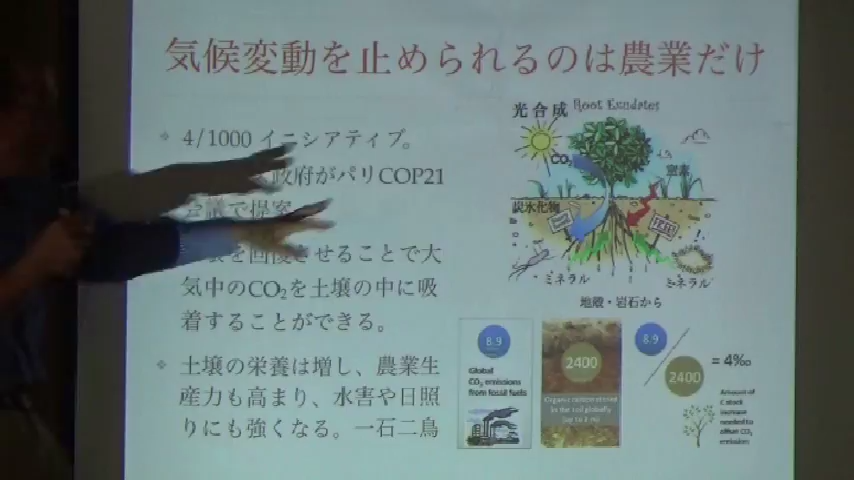 気候変動を止められるのは農業だけ
4/1000 イニシアティブ。
政府がパリCOP21
会議で提案
を回復させることで大
気中のCO₂を土壌の中に吸
着することができる。
土壌の栄養は増し、農業生
産力も高まり、水害や日照
りにも強くなる。一石二鳥
光合成 Root Exudates
CO₂
窒素
炭水化物
ミネラル
ミネラル
地殻・岩石から
8.9
Global
CO₂ emissions
from fossil fuels
2400
Organic carbon stored
in the soil globally
(up to 2 m)
8.9
2400
= 4‰
Amount of
C stock
increase
needed to
offset CO₂
emission